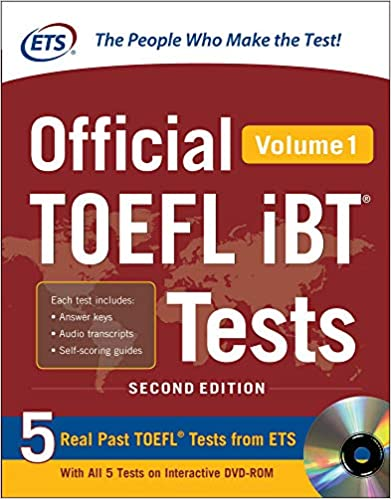 ETS The People Who Make the Test!
Official Volume 1
TOEFL iBT®
Tests
Each test includes:
• Answer keys
• Audio transcripts
• Self-scoring guides
SECOND EDITION
5 Real Past TOEFL® Tests from ETS
With All 5 Tests on Interactive DVD-ROM